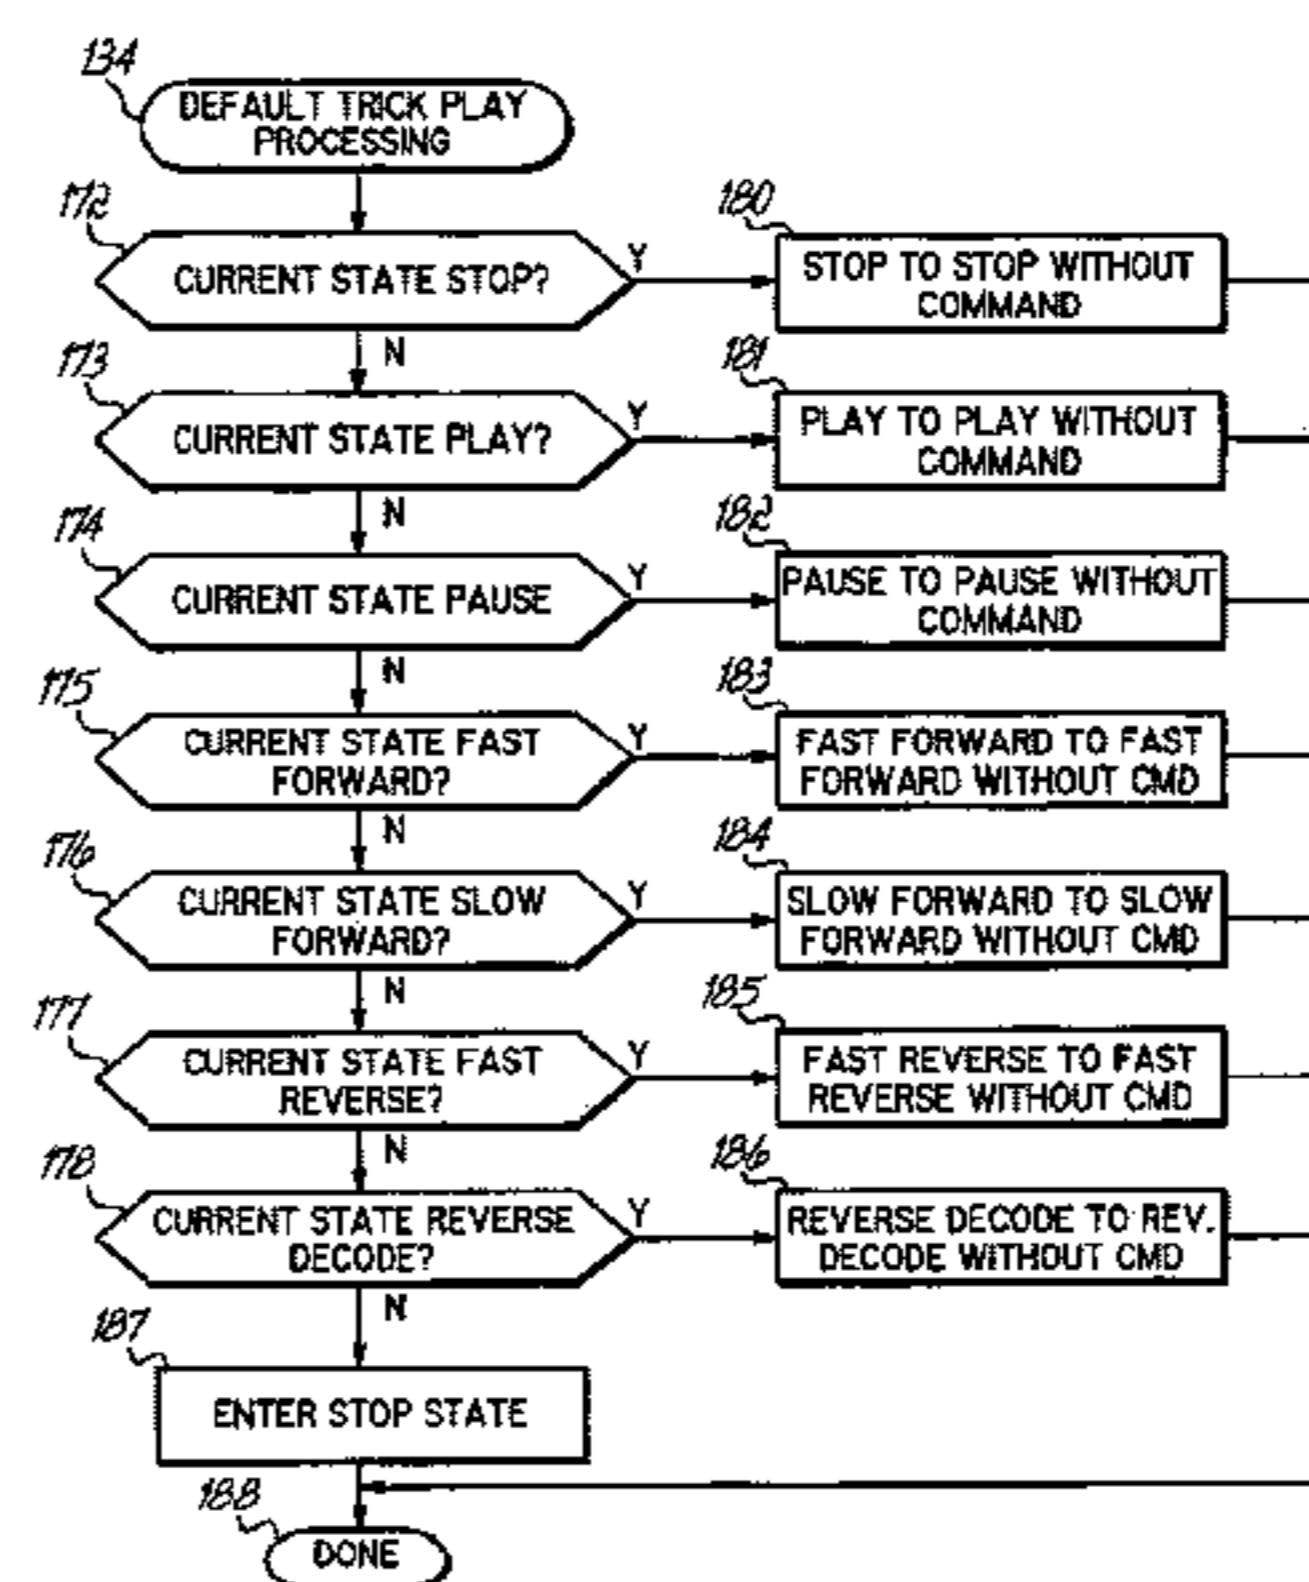 134
DEFAULT TRICK PLAY
PROCESSING
172
CURRENT STATE STOP?
Y
180
STOP TO STOP WITHOUT
COMMAND
N
173
CURRENT STATE PLAY?
Y
181
PLAY TO PLAY WITHOUT
COMMAND
N
174
CURRENT STATE PAUSE
Y
182
PAUSE TO PAUSE WITHOUT
COMMAND
N
175
CURRENT STATE FAST
FORWARD?
Y
183
FAST FORWARD TO FAST
FORWARD WITHOUT CMD
N
176
CURRENT STATE SLOW
FORWARD?
Y
184
SLOW FORWARD TO SLOW
FORWARD WITHOUT CMD
N
177
CURRENT STATE FAST
REVERSE?
Y
185
FAST REVERSE TO FAST
REVERSE WITHOUT CMD
N
178
CURRENT STATE REVERSE
DECODE?
Y
186
REVERSE DECODE TO REV.
DECODE WITHOUT CMD
N
187
ENTER STOP STATE
188
DONE